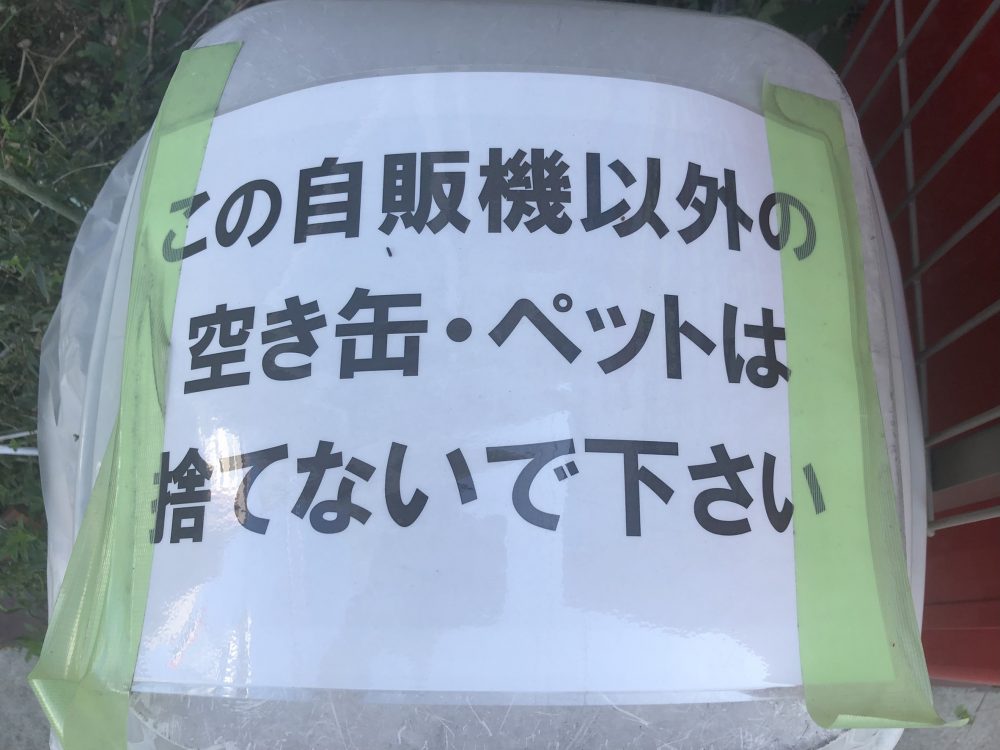 この自販機以外の
空き缶・ペットは
捨てないで下さい